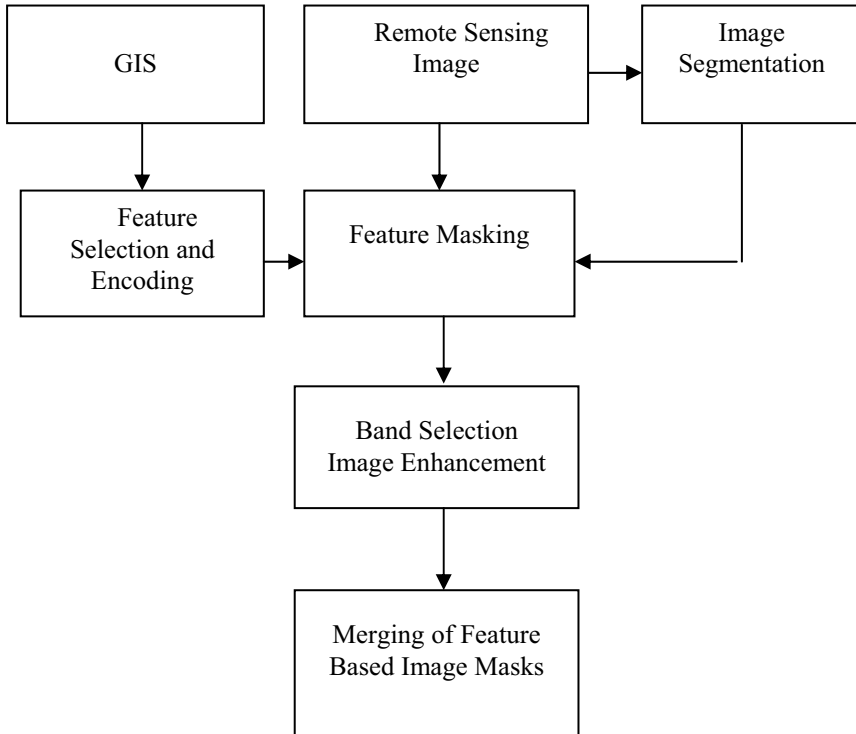 GIS
Remote Sensing
Image
Image
Segmentation
Feature
Selection and
Encoding
Feature Masking
Band Selection
Image Enhancement
Merging of Feature
Based Image Masks